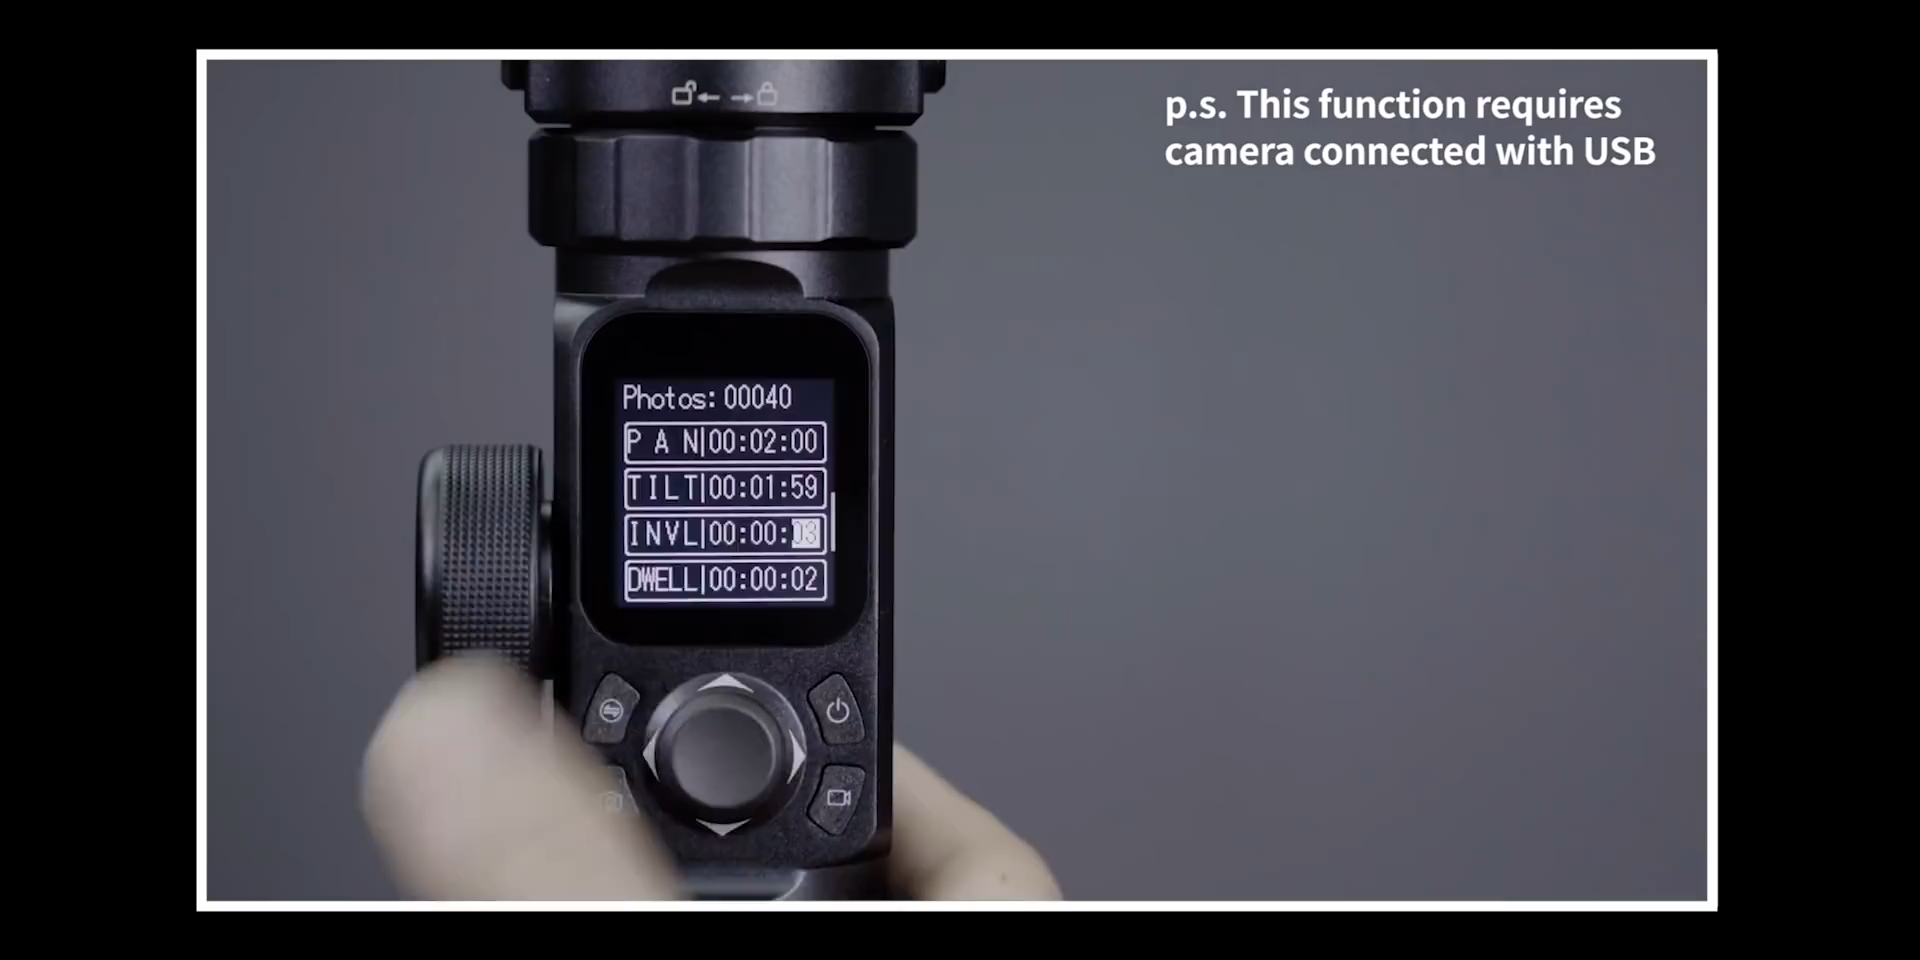 p.s. This function requires
camera connected with USB
Photos: 00040
PAN|00:02:00
TILT|00:01:59
INVL|00:00:03
DWELL|00:00:02